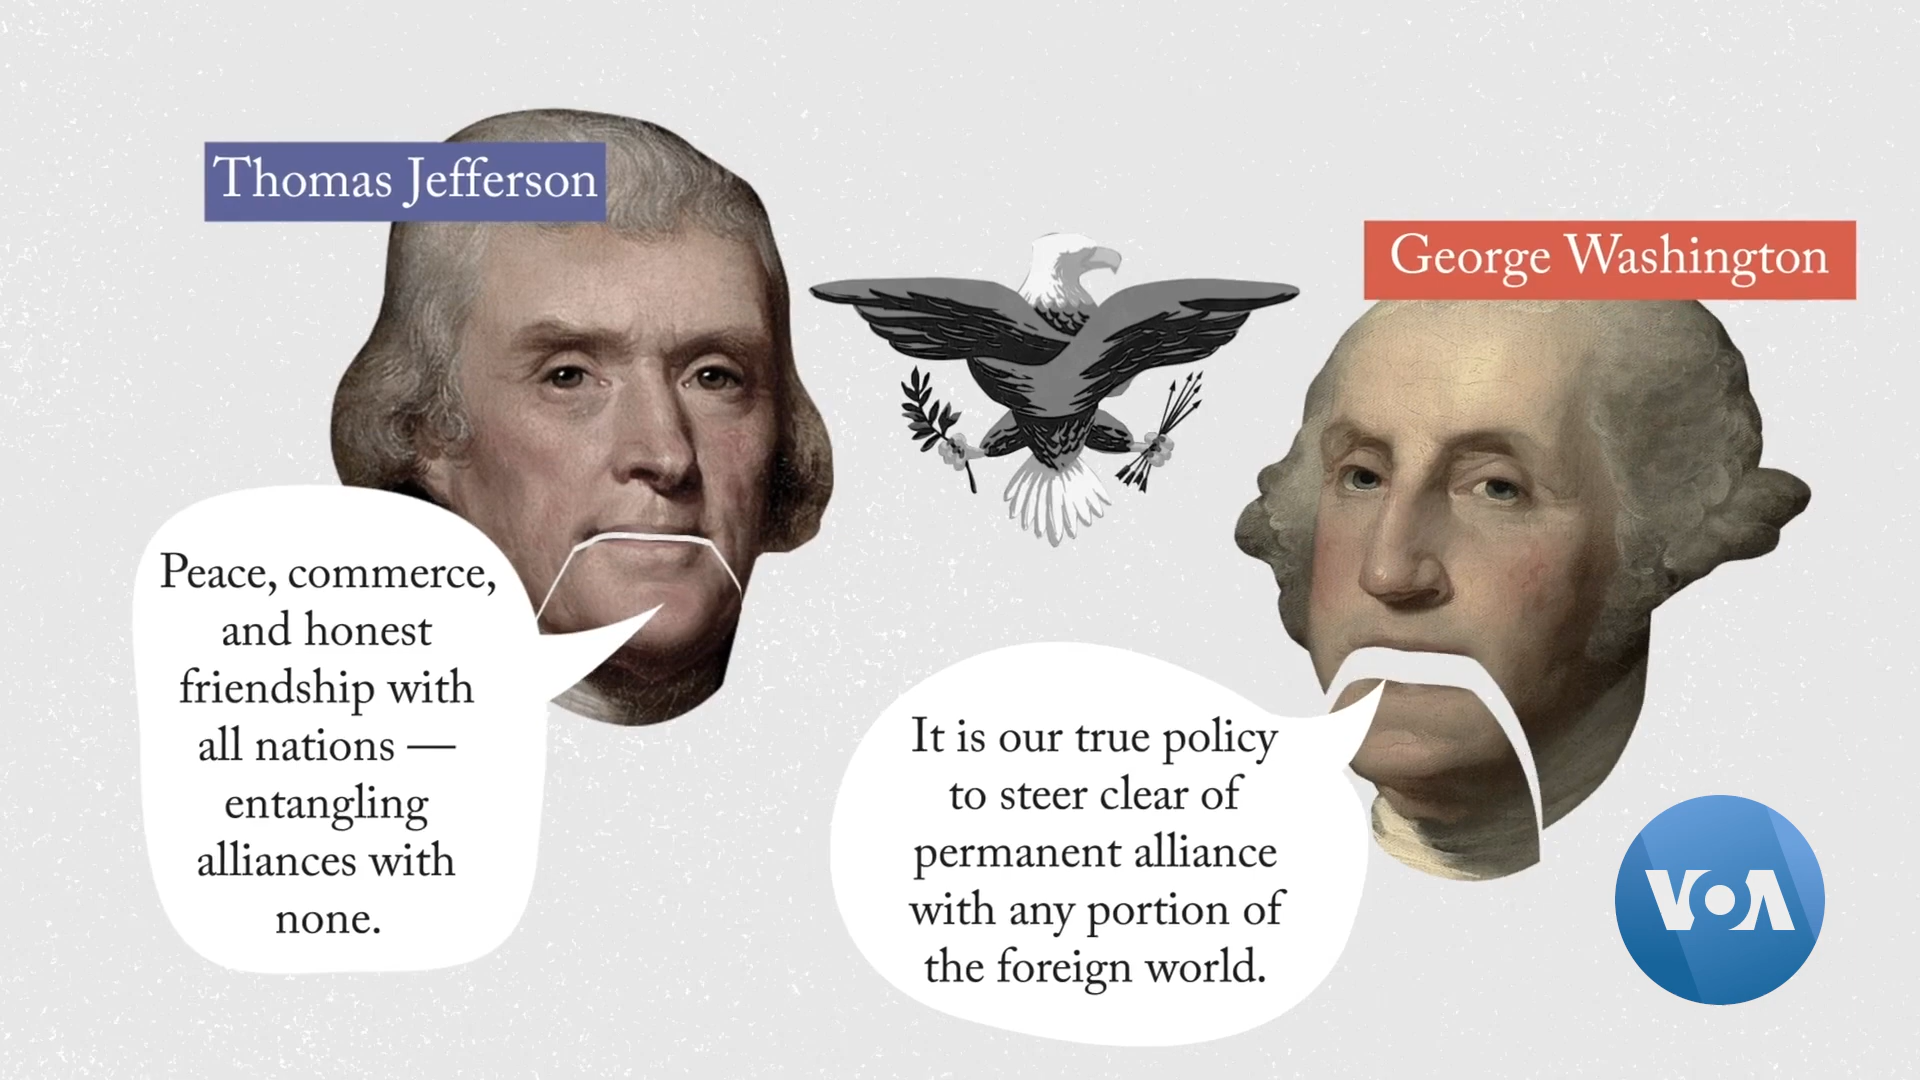 Thomas Jefferson
George Washington
Peace, commerce,
and honest
friendship with
all nations —
entangling
alliances with
none.
It is our true policy
to steer clear of
permanent alliance
with any portion of
the foreign world.
VOA